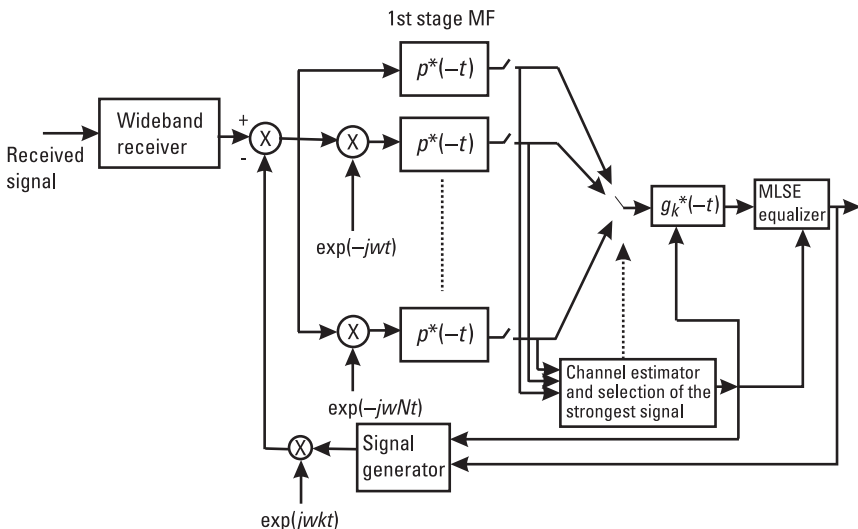 1st stage MF
p*(–t)
Wideband
receiver
+
X
-
Received
signal
X
p*(–t)
exp(–jwt)
g_k*(–t)
MLSE
equalizer
X
p*(–t)
exp(–jwNt)
Channel estimator
and selection of the
strongest signal
X
Signal
generator
exp(jwkt)